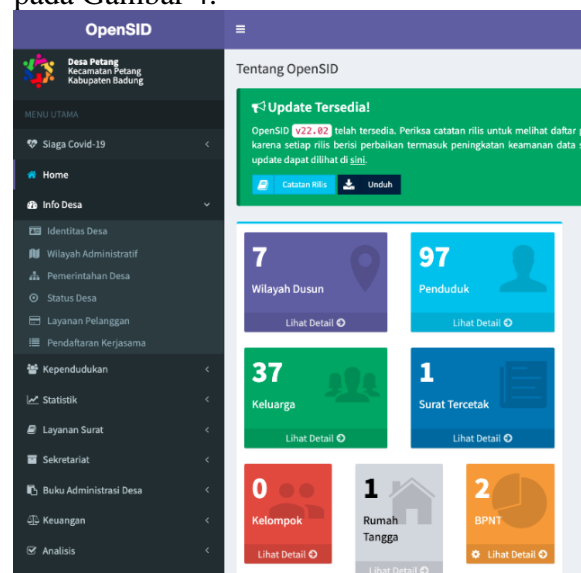 pada Gambar 4.
OpenSID
Desa Petang
Kecamatan Petang
Kabupaten Badung
MENU UTAMA
Siaga Covid-19
Home
Info Desa
Identitas Desa
Wilayah Administratif
Pemerintahan Desa
Status Desa
Layanan Pelanggan
Pendaftaran Kerjasama
Kependudukan
Statistik
Layanan Surat
Sekretariat
Buku Administrasi Desa
Keuangan
Analisis
Tentang OpenSID
Update Tersedia!
OpenSID v22.02 telah tersedia. Periksa catatan rilis untuk melihat daftar
karena setiap rilis berisi perbaikan termasuk peningkatan keamanan data
update dapat dilihat di sini.
Catatan Rilis Unduh
7
Wilayah Dusun
Lihat Detail
97
Penduduk
Lihat Detail
37
Keluarga
Lihat Detail
1
Surat Tercetak
Lihat Detail
0
Kelompok
Lihat Detail
1
Rumah
Tangga
Lihat Detail
2
BPNT
Lihat Detail